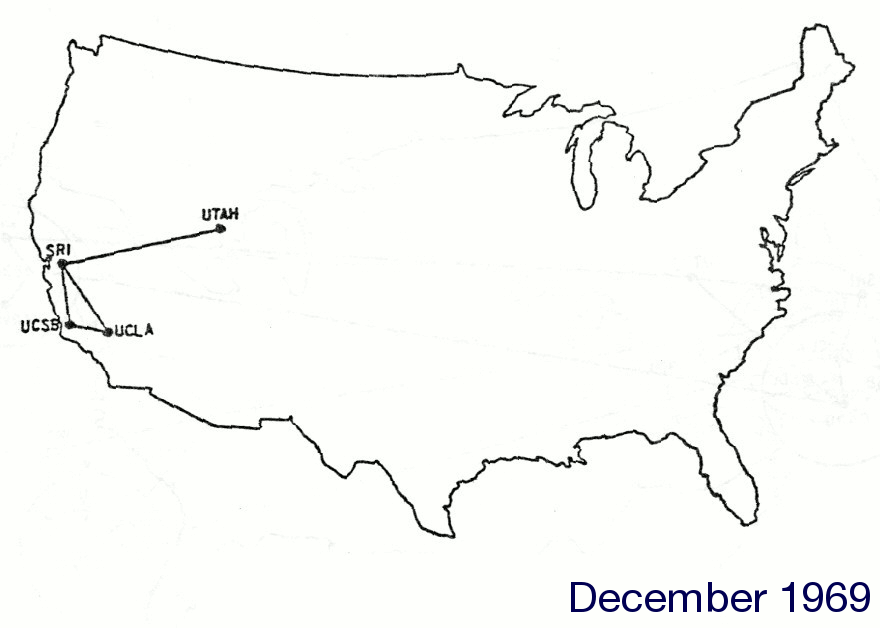 UTAH
SRI
UCSB
UCLA
December 1969